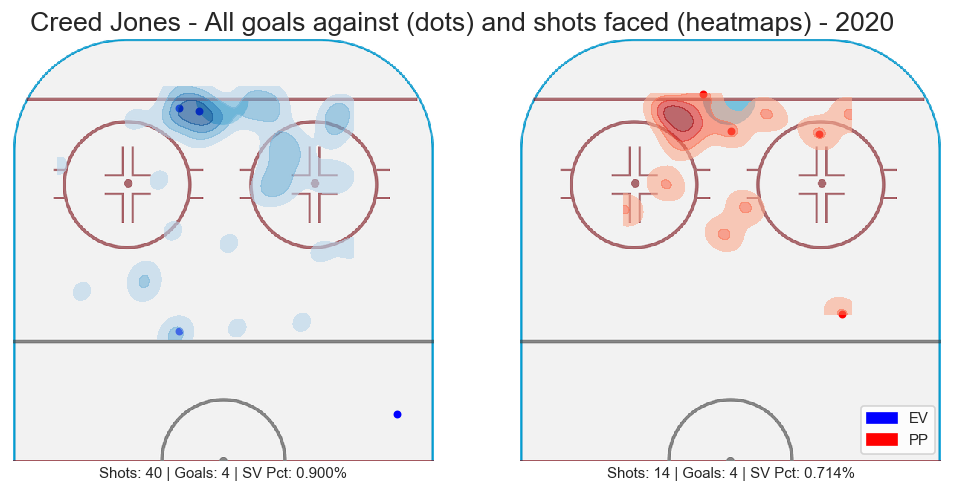 Creed Jones - All goals against (dots) and shots faced (heatmaps) - 2020
EV
PP
Shots: 40 | Goals: 4 | SV Pct: 0.900%
Shots: 14 | Goals: 4 | SV Pct: 0.714%